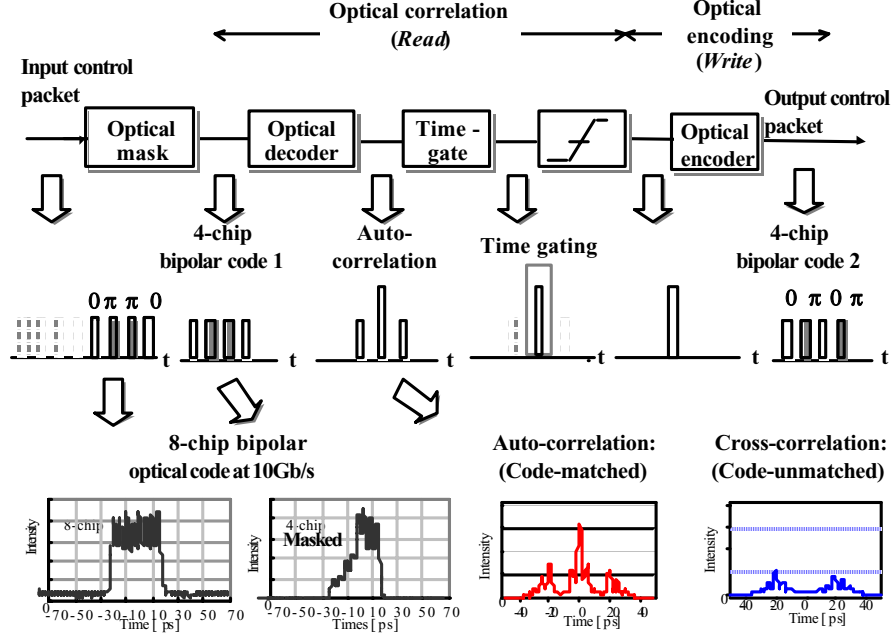 Optical correlation
(Read)
Optical
encoding
(Write)
Input control
packet
Optical
mask
Optical
decoder
Time -
gate
Optical
encoder
Output control
packet
4-chip
bipolar code 1
Auto-
correlation
Time gating
4-chip
bipolar code 2
0 π π 0
0 π 0 π
t
t
t
t
t
t
8-chip bipolar
optical code at 10Gb/s
Auto-correlation:
(Code-matched)
Cross-correlation:
(Code-unmatched)
Intensity
8-chip
-70 -50 -30 -10 10 30 50 70
Time [ ps]
Intensity
4-chip
Masked
-70 -50 -30 -10 10 30 50 70
Times [ ps]
Intensity
-40 -20 0 20 40
Time [ ps]
Intensity
40 20 0 20 40
Time [ ps]